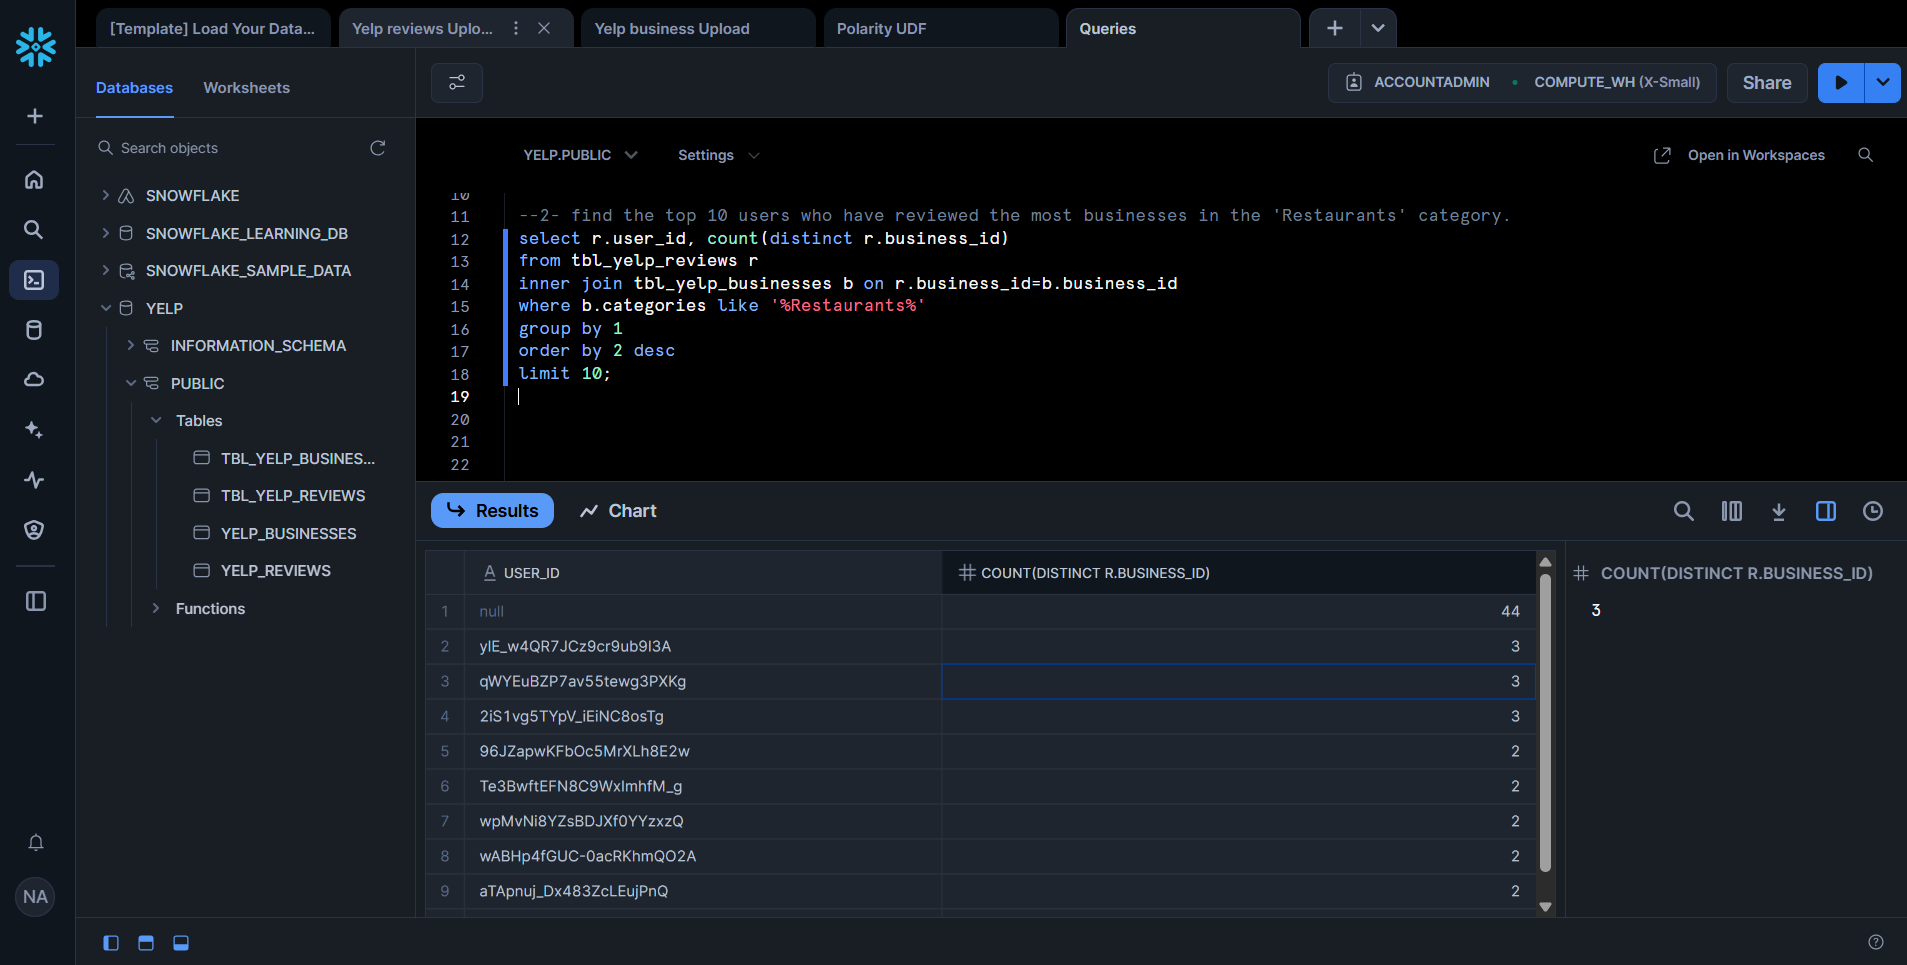 [Template] Load Your Data...
Yelp reviews Uplo...
Yelp business Upload
Polarity UDF
Queries
Databases
Worksheets
ACCOUNTADMIN
COMPUTE_WH (X-Small)
Share
Search objects
SNOWFLAKE
SNOWFLAKE_LEARNING_DB
SNOWFLAKE_SAMPLE_DATA
YELP
INFORMATION_SCHEMA
PUBLIC
Tables
TBL_YELP_BUSINES...
TBL_YELP_REVIEWS
YELP_BUSINESSES
YELP_REVIEWS
Functions
NA
YELP.PUBLIC
Settings
Open in Workspaces
10
11 --2- find the top 10 users who have reviewed the most businesses in the 'Restaurants' category.
12 select r.user_id, count(distinct r.business_id)
13 from tbl_yelp_reviews r
14 inner join tbl_yelp_businesses b on r.business_id=b.business_id
15 where b.categories like '%Restaurants%'
16 group by 1
17 order by 2 desc
18 limit 10;
19
20
21
22
Results
Chart
USER_ID COUNT(DISTINCT R.BUSINESS_ID)
1 null 44
2 ylE_w4QR7JCz9cr9ub9I3A 3
3 qWYEuBZP7av55tewg3PXKg 3
4 2iS1vg5TYpV_iEiNC8osTg 3
5 96JZapwKFbOc5MrXLh8E2w 2
6 Te3BwftEFN8C9WxImhfM_g 2
7 wpMvNi8YZsBDJXf0YYzxzQ 2
8 wABHp4fGUC-0acRKhmQO2A 2
9 aTApnuj_Dx483ZcLEujPnQ 2
COUNT(DISTINCT R.BUSINESS_ID)
3